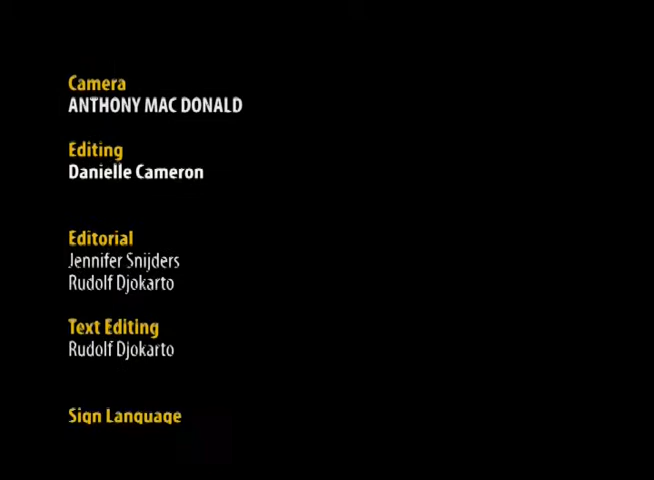 Camera
ANTHONY MAC DONALD
Editing
Danielle Cameron
Editorial
Jennifer Snijders
Rudolf Djokarto
Text Editing
Rudolf Djokarto
Sign Language